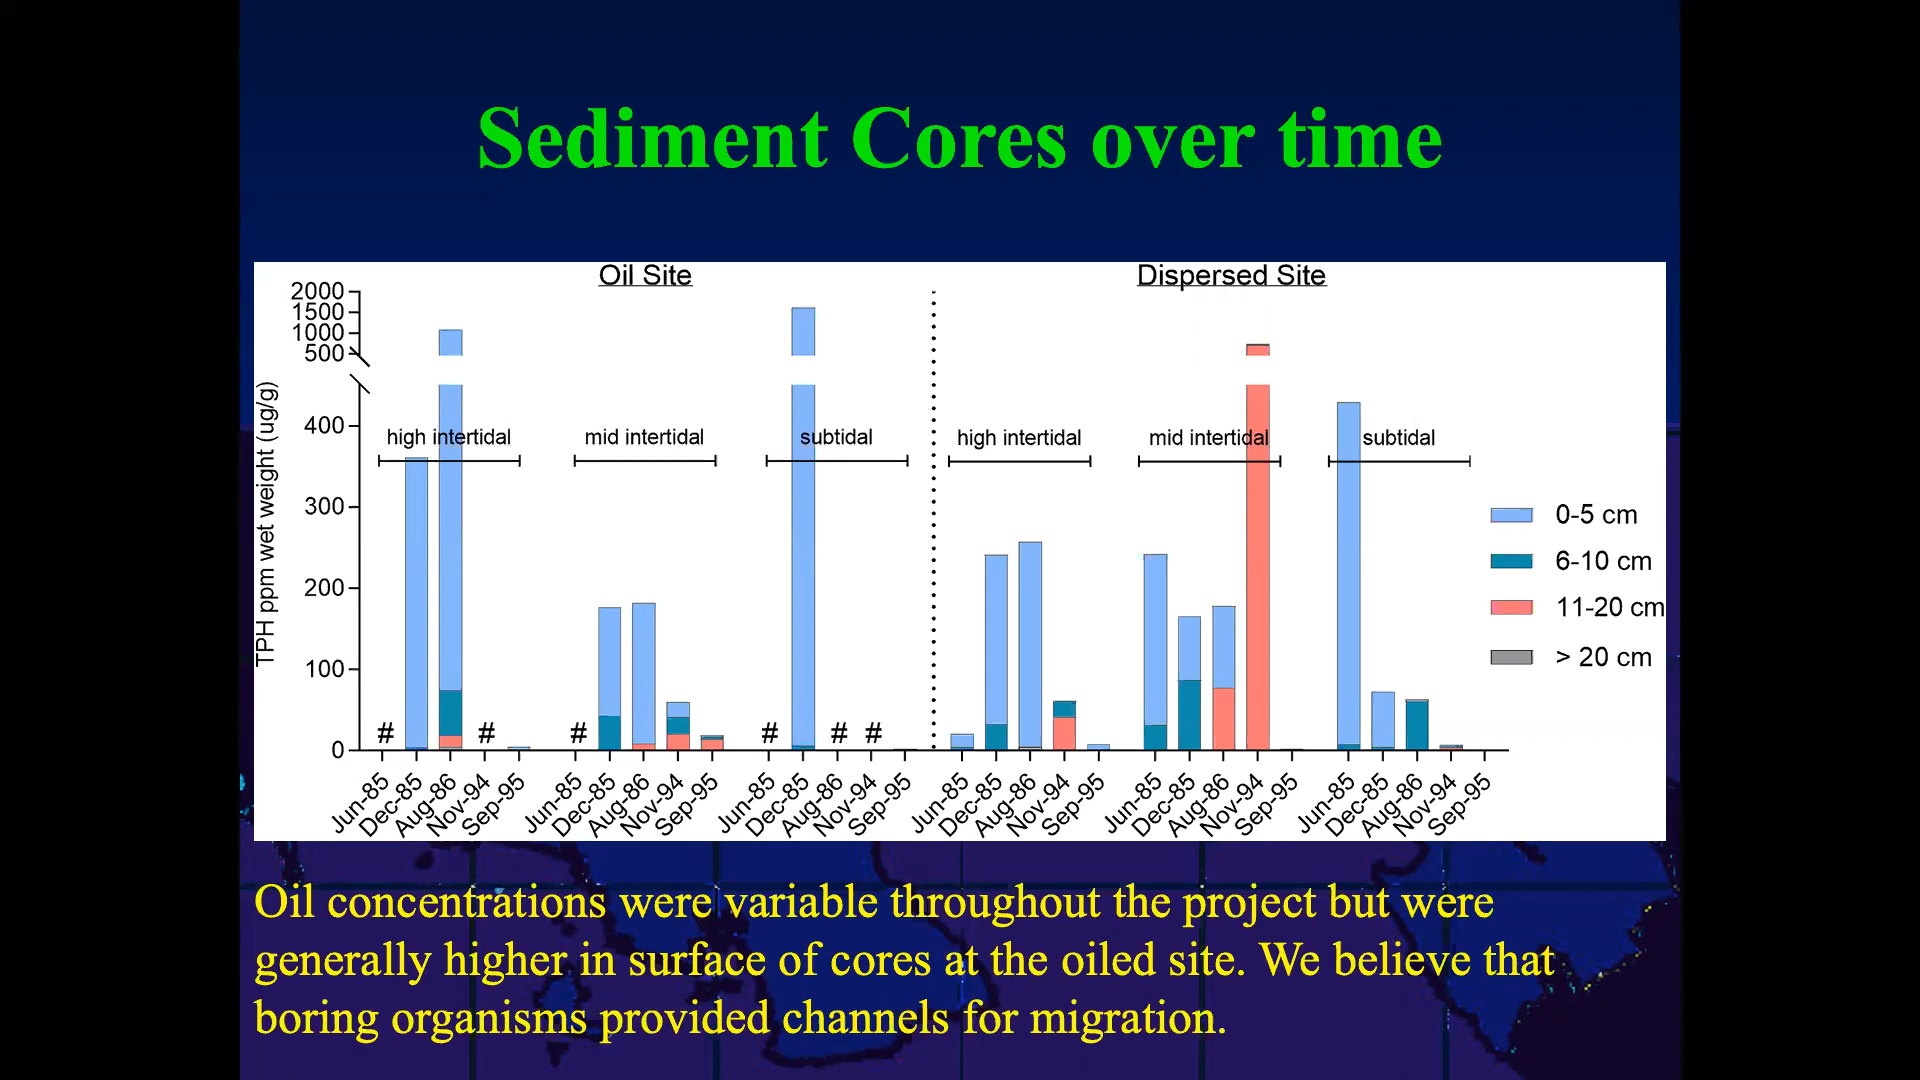 Sediment Cores over time
Oil Site
Dispersed Site
2000
1500
1000
500
400
300
200
100
0
TPH ppm wet weight (ug/g)
high intertidal
mid intertidal
subtidal
high intertidal
mid intertidal
subtidal
0-5 cm
6-10 cm
11-20 cm
> 20 cm
# # # # # #
Jun-85 Dec-85 Aug-86 Nov-94 Sep-95 Jun-85 Dec-85 Aug-86 Nov-94 Sep-95 Jun-85 Dec-85 Aug-86 Nov-94 Sep-95 Jun-85 Dec-85 Aug-86 Nov-94 Sep-95 Jun-85 Dec-85 Aug-86 Nov-94 Sep-95 Jun-85 Dec-85 Aug-86 Nov-94 Sep-95
Oil concentrations were variable throughout the project but were
generally higher in surface of cores at the oiled site. We believe that
boring organisms provided channels for migration.